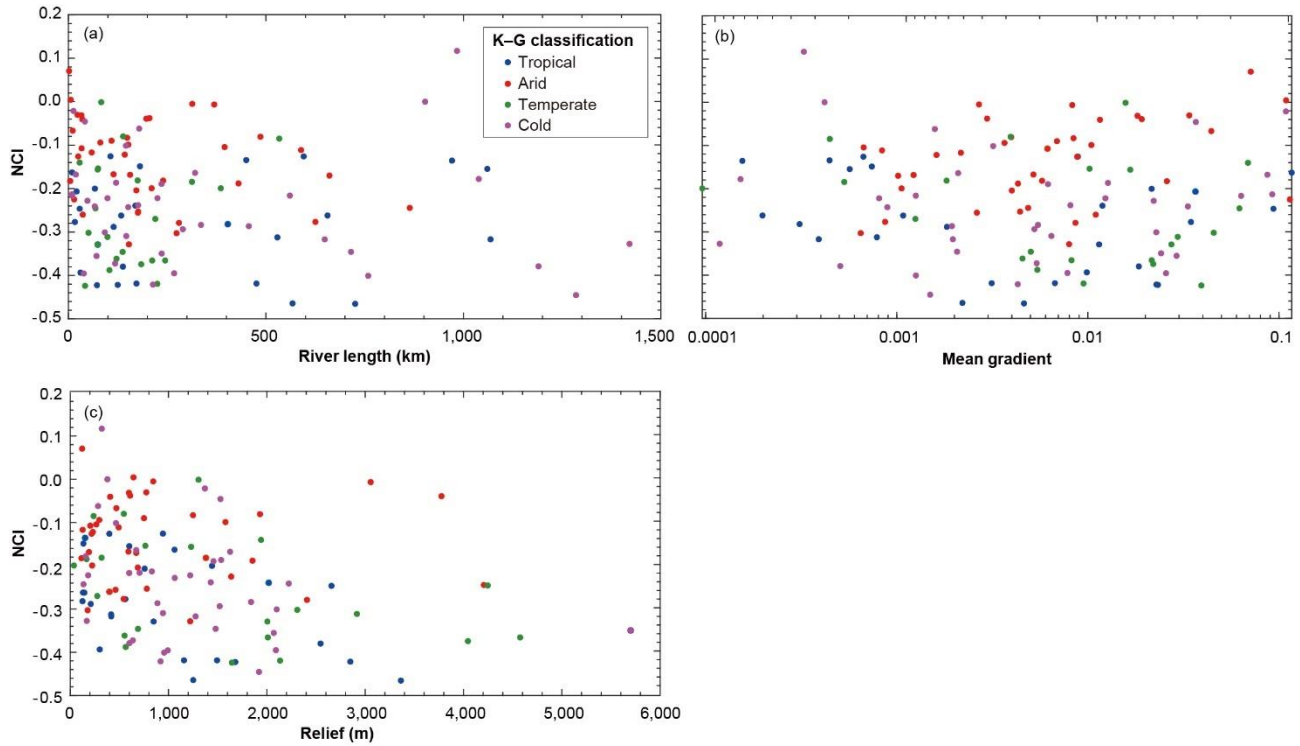 (a)
K–G classification
Tropical
Arid
Temperate
Cold
NCI
0.2
0.1
0.0
-0.1
-0.2
-0.3
-0.4
-0.5
0 500 1,000 1,500
River length (km)
(b)
0.0001 0.001 0.01 0.1
Mean gradient
(c)
NCI
0.2
0.1
0.0
-0.1
-0.2
-0.3
-0.4
-0.5
0 1,000 2,000 3,000 4,000 5,000 6,000
Relief (m)